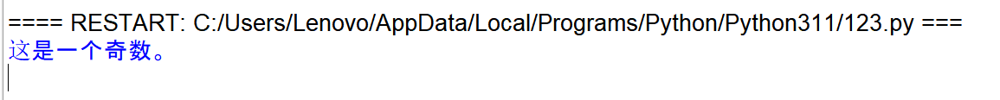 ==== RESTART: C:/Users/Lenovo/AppData/Local/Programs/Python/Python311/123.py ===
这是一个奇数。